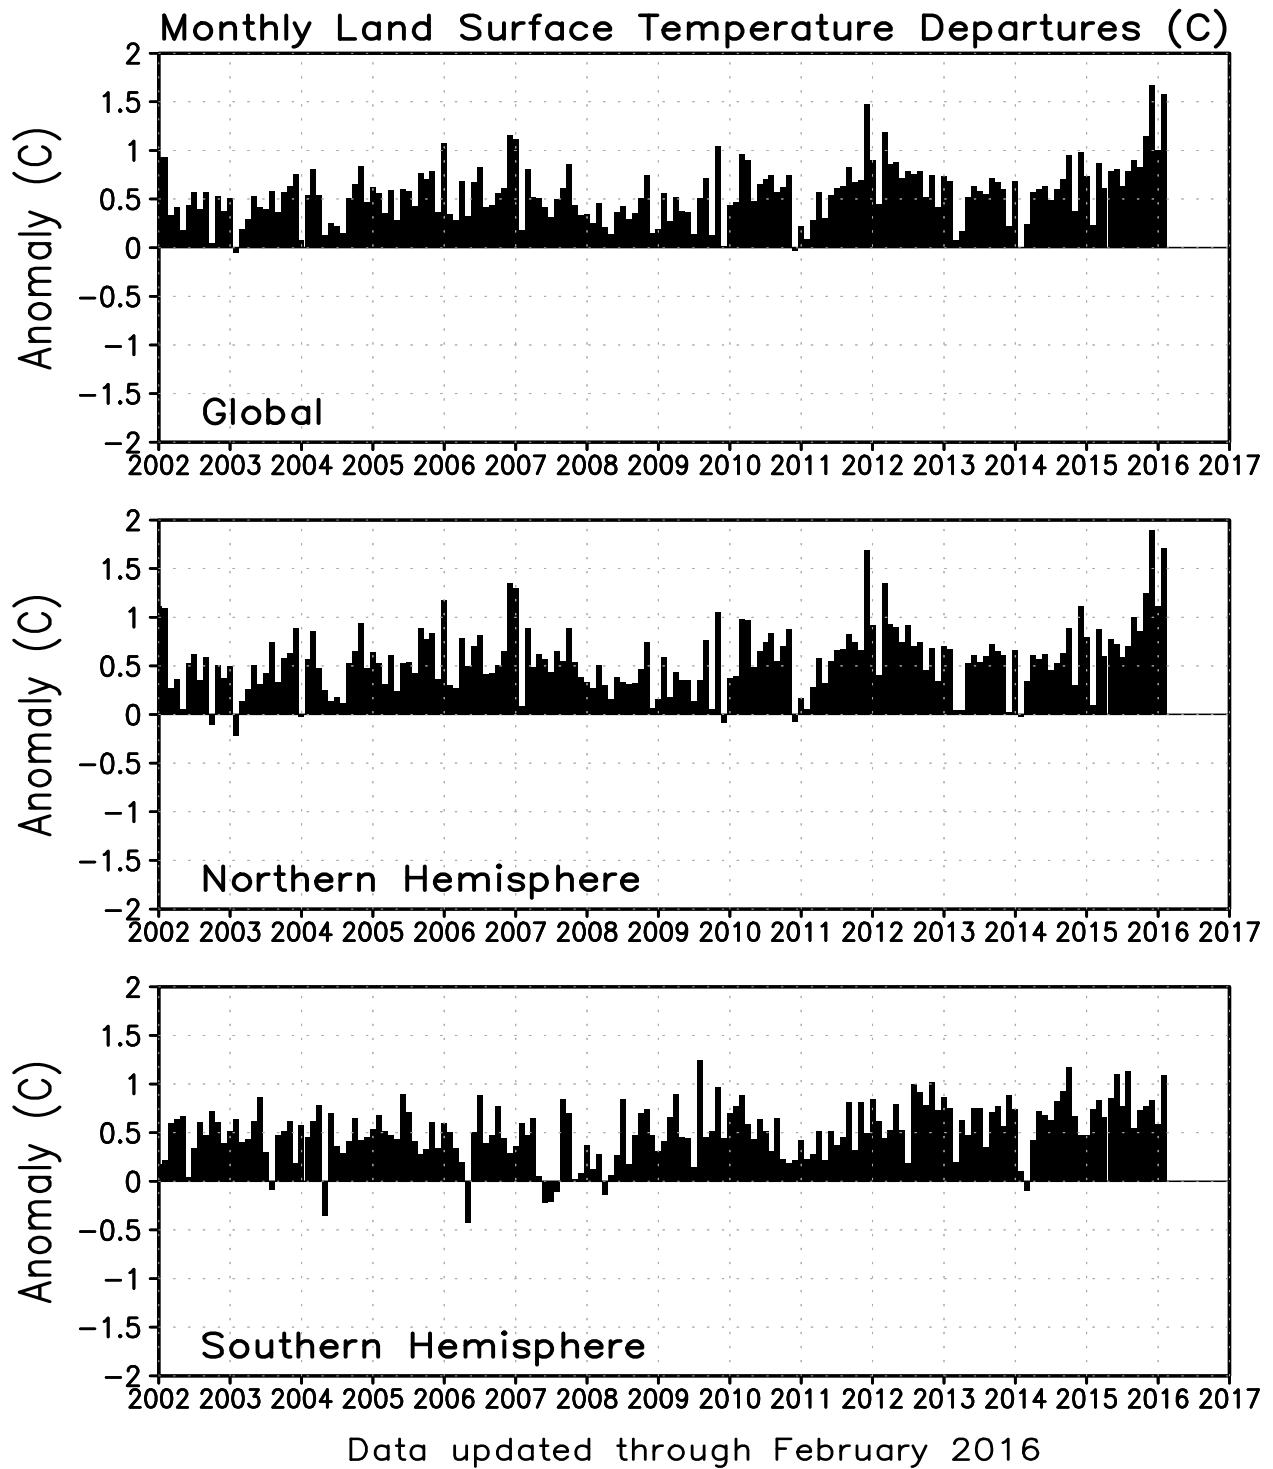 Monthly Land Surface Temperature Departures (C)
2
1.5
1
0.5
0
−0.5
−1
−1.5
−2
Anomaly (C)
Global
2002 2003 2004 2005 2006 2007 2008 2009 2010 2011 2012 2013 2014 2015 2016 2017
2
1.5
1
0.5
0
−0.5
−1
−1.5
−2
Anomaly (C)
Northern Hemisphere
2002 2003 2004 2005 2006 2007 2008 2009 2010 2011 2012 2013 2014 2015 2016 2017
2
1.5
1
0.5
0
−0.5
−1
−1.5
−2
Anomaly (C)
Southern Hemisphere
2002 2003 2004 2005 2006 2007 2008 2009 2010 2011 2012 2013 2014 2015 2016 2017
Data updated through February 2016